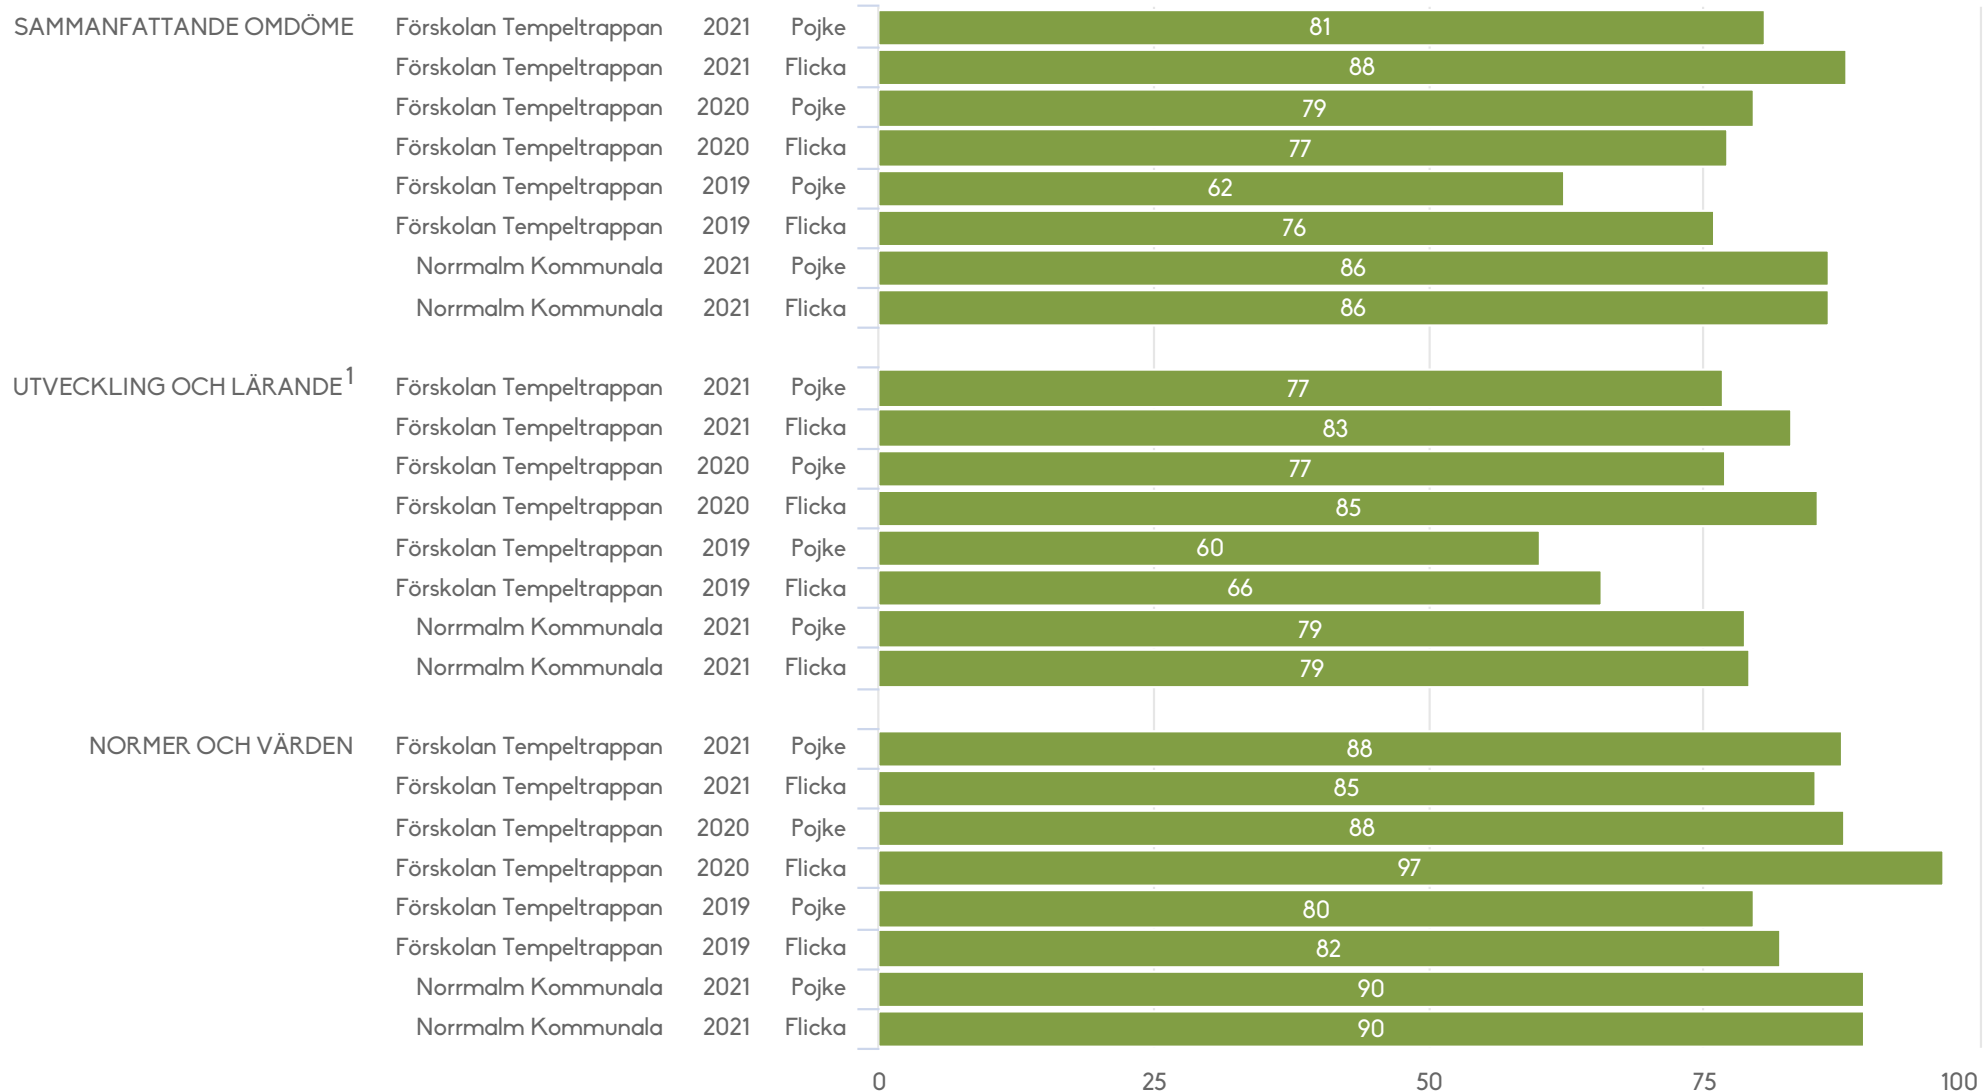 SAMMANFATTANDE OMDÖME Förskolan Tempeltrappan 2021 Pojke 81
Förskolan Tempeltrappan 2021 Flicka 88
Förskolan Tempeltrappan 2020 Pojke 79
Förskolan Tempeltrappan 2020 Flicka 77
Förskolan Tempeltrappan 2019 Pojke 62
Förskolan Tempeltrappan 2019 Flicka 76
Norrmalm Kommunala 2021 Pojke 86
Norrmalm Kommunala 2021 Flicka 86
UTVECKLING OCH LÄRANDE1 Förskolan Tempeltrappan 2021 Pojke 77
Förskolan Tempeltrappan 2021 Flicka 83
Förskolan Tempeltrappan 2020 Pojke 77
Förskolan Tempeltrappan 2020 Flicka 85
Förskolan Tempeltrappan 2019 Pojke 60
Förskolan Tempeltrappan 2019 Flicka 66
Norrmalm Kommunala 2021 Pojke 79
Norrmalm Kommunala 2021 Flicka 79
NORMER OCH VÄRDEN Förskolan Tempeltrappan 2021 Pojke 88
Förskolan Tempeltrappan 2021 Flicka 85
Förskolan Tempeltrappan 2020 Pojke 88
Förskolan Tempeltrappan 2020 Flicka 97
Förskolan Tempeltrappan 2019 Pojke 80
Förskolan Tempeltrappan 2019 Flicka 82
Norrmalm Kommunala 2021 Pojke 90
Norrmalm Kommunala 2021 Flicka 90
0 25 50 75 100